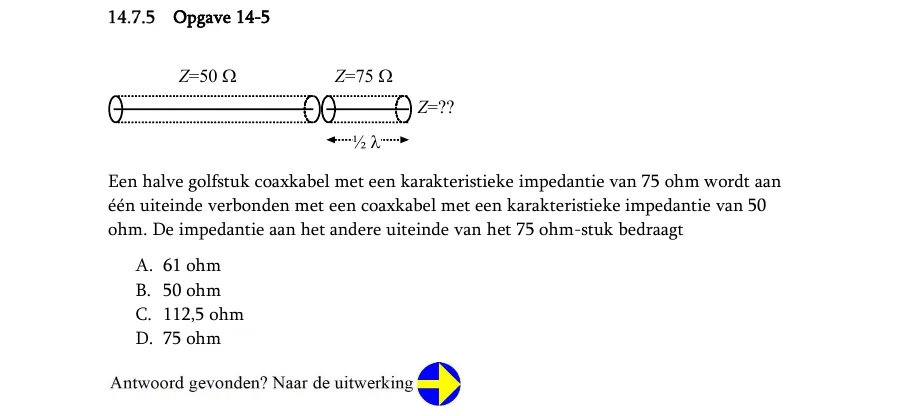 14.7.5 Opgave 14-5
Z=50 Ω Z=75 Ω
Z=??
½ λ
Een halve golfstuk coaxkabel met een karakteristieke impedantie van 75 ohm wordt aan
één uiteinde verbonden met een coaxkabel met een karakteristieke impedantie van 50
ohm. De impedantie aan het andere uiteinde van het 75 ohm-stuk bedraagt
A. 61 ohm
B. 50 ohm
C. 112,5 ohm
D. 75 ohm
Antwoord gevonden? Naar de uitwerking